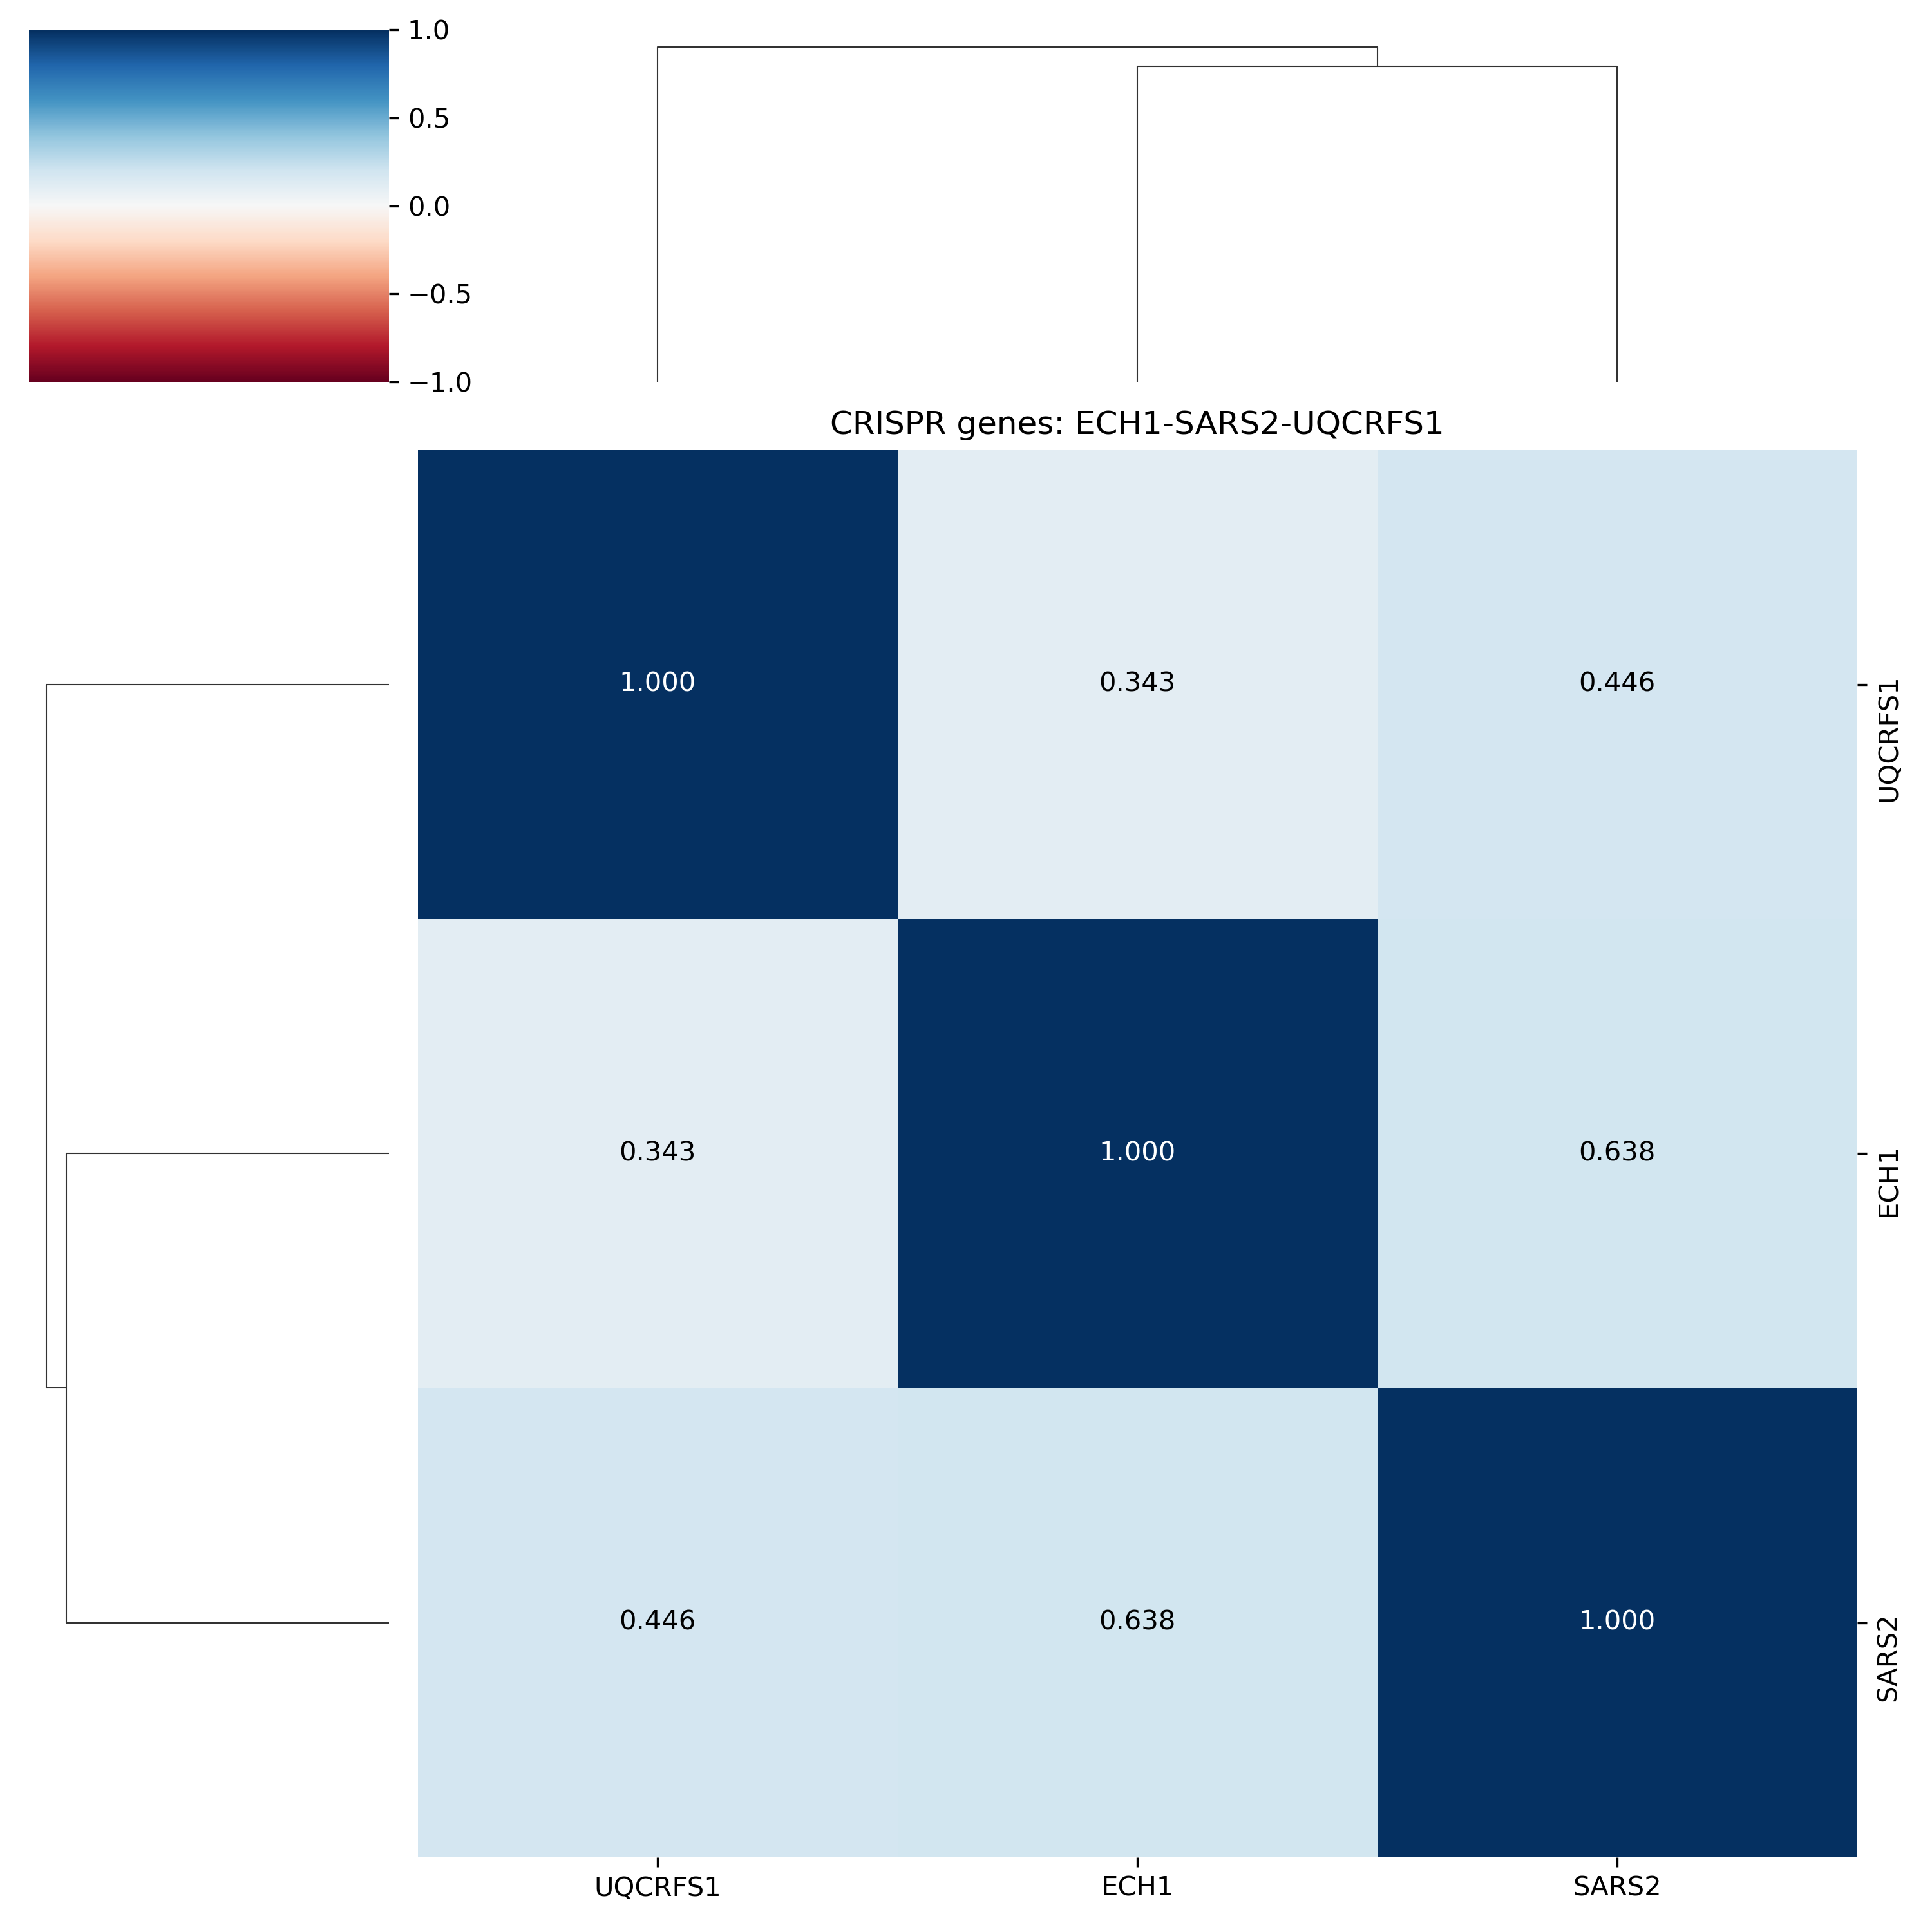 1.0
0.5
0.0
−0.5
−1.0
CRISPR genes: ECH1-SARS2-UQCRFS1
1.000 0.343 0.446
UQCRFS1
0.343 1.000 0.638
ECH1
0.446 0.638 1.000
SARS2
UQCRFS1 ECH1 SARS2